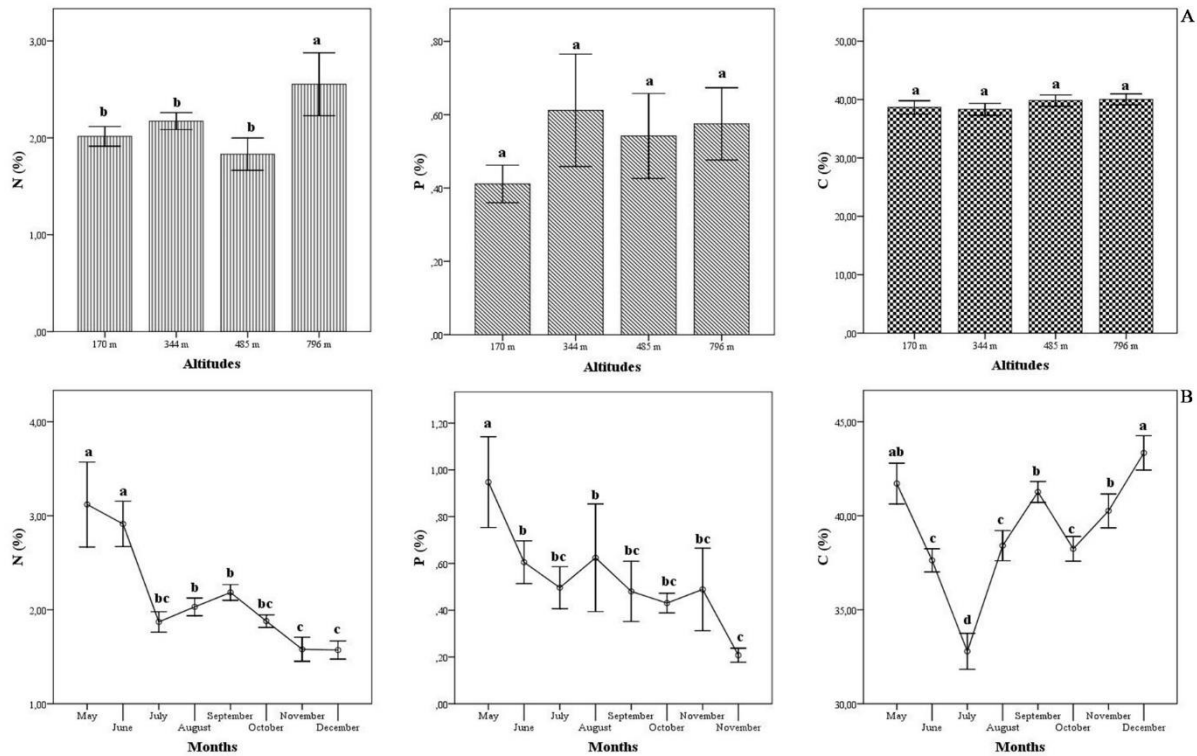 A
N (%)
3,00
2,00
1,00
,00
b
b
b
a
170 m
344 m
485 m
796 m
Altitudes
P (%)
,80
,60
,40
,20
,00
a
a
a
a
170 m
344 m
485 m
796 m
Altitudes
C (%)
50,00
40,00
30,00
20,00
10,00
,00
a
a
a
a
170 m
344 m
485 m
796 m
Altitudes
B
N (%)
4,00
3,00
2,00
1,00
a
a
bc
b
b
bc
c
c
May
June
July
August
September
October
November
December
Months
P (%)
1,20
1,00
,80
,60
,40
,20
,00
a
b
bc
b
bc
bc
bc
c
May
June
July
August
September
October
November
November
Months
C (%)
45,00
40,00
35,00
30,00
ab
c
d
c
b
c
b
a
May
June
July
August
September
October
November
December
Months